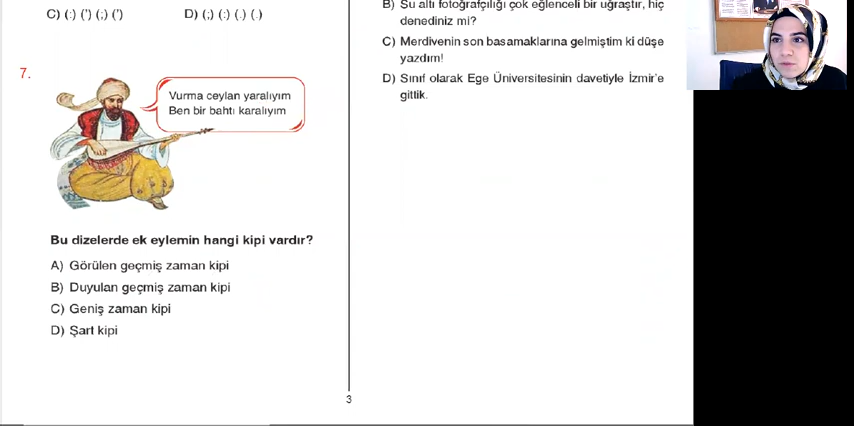 C) (:) (') (;) (')
D) (;) (:) (.) (.)
7.
Vurma ceylan yaralıyım
Ben bir bahtı karalıyım
Bu dizelerde ek eylemin hangi kipi vardır?
A) Görülen geçmiş zaman kipi
B) Duyulan geçmiş zaman kipi
C) Geniş zaman kipi
D) Şart kipi
B) Su altı fotoğrafçılığı çok eğlenceli bir uğraştır, hiç
denediniz mi?
C) Merdivenin son basamaklarına gelmiştim ki düşe
yazdım!
D) Sınıf olarak Ege Üniversitesinin davetiyle İzmir'e
gittik.
3